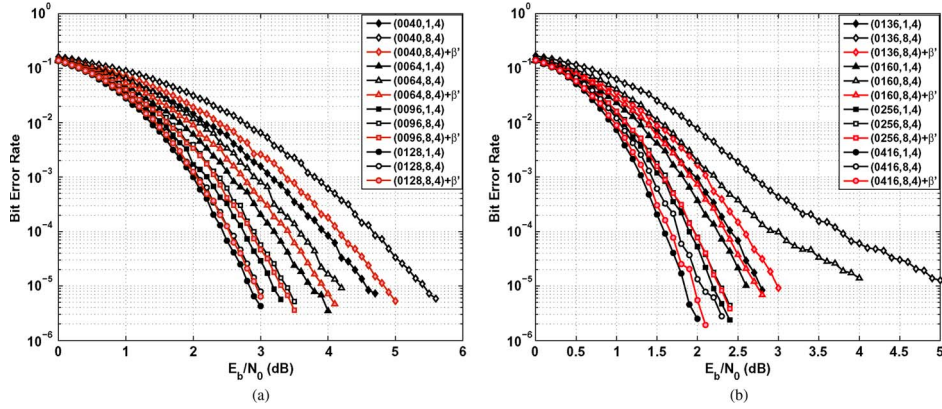 10^0
10^-1
10^-2
10^-3
10^-4
10^-5
10^-6
Bit Error Rate
0 1 2 3 4 5 6
E_b/N_0 (dB)
(a)
(0040,1,4)
(0040,8,4)
(0040,8,4)+β'
(0064,1,4)
(0064,8,4)
(0064,8,4)+β'
(0096,1,4)
(0096,8,4)
(0096,8,4)+β'
(0128,1,4)
(0128,8,4)
(0128,8,4)+β'
10^0
10^-1
10^-2
10^-3
10^-4
10^-5
10^-6
Bit Error Rate
0 0.5 1 1.5 2 2.5 3 3.5 4 4.5 5
E_b/N_0 (dB)
(b)
(0136,1,4)
(0136,8,4)
(0136,8,4)+β'
(0160,1,4)
(0160,8,4)
(0160,8,4)+β'
(0256,1,4)
(0256,8,4)
(0256,8,4)+β'
(0416,1,4)
(0416,8,4)
(0416,8,4)+β'